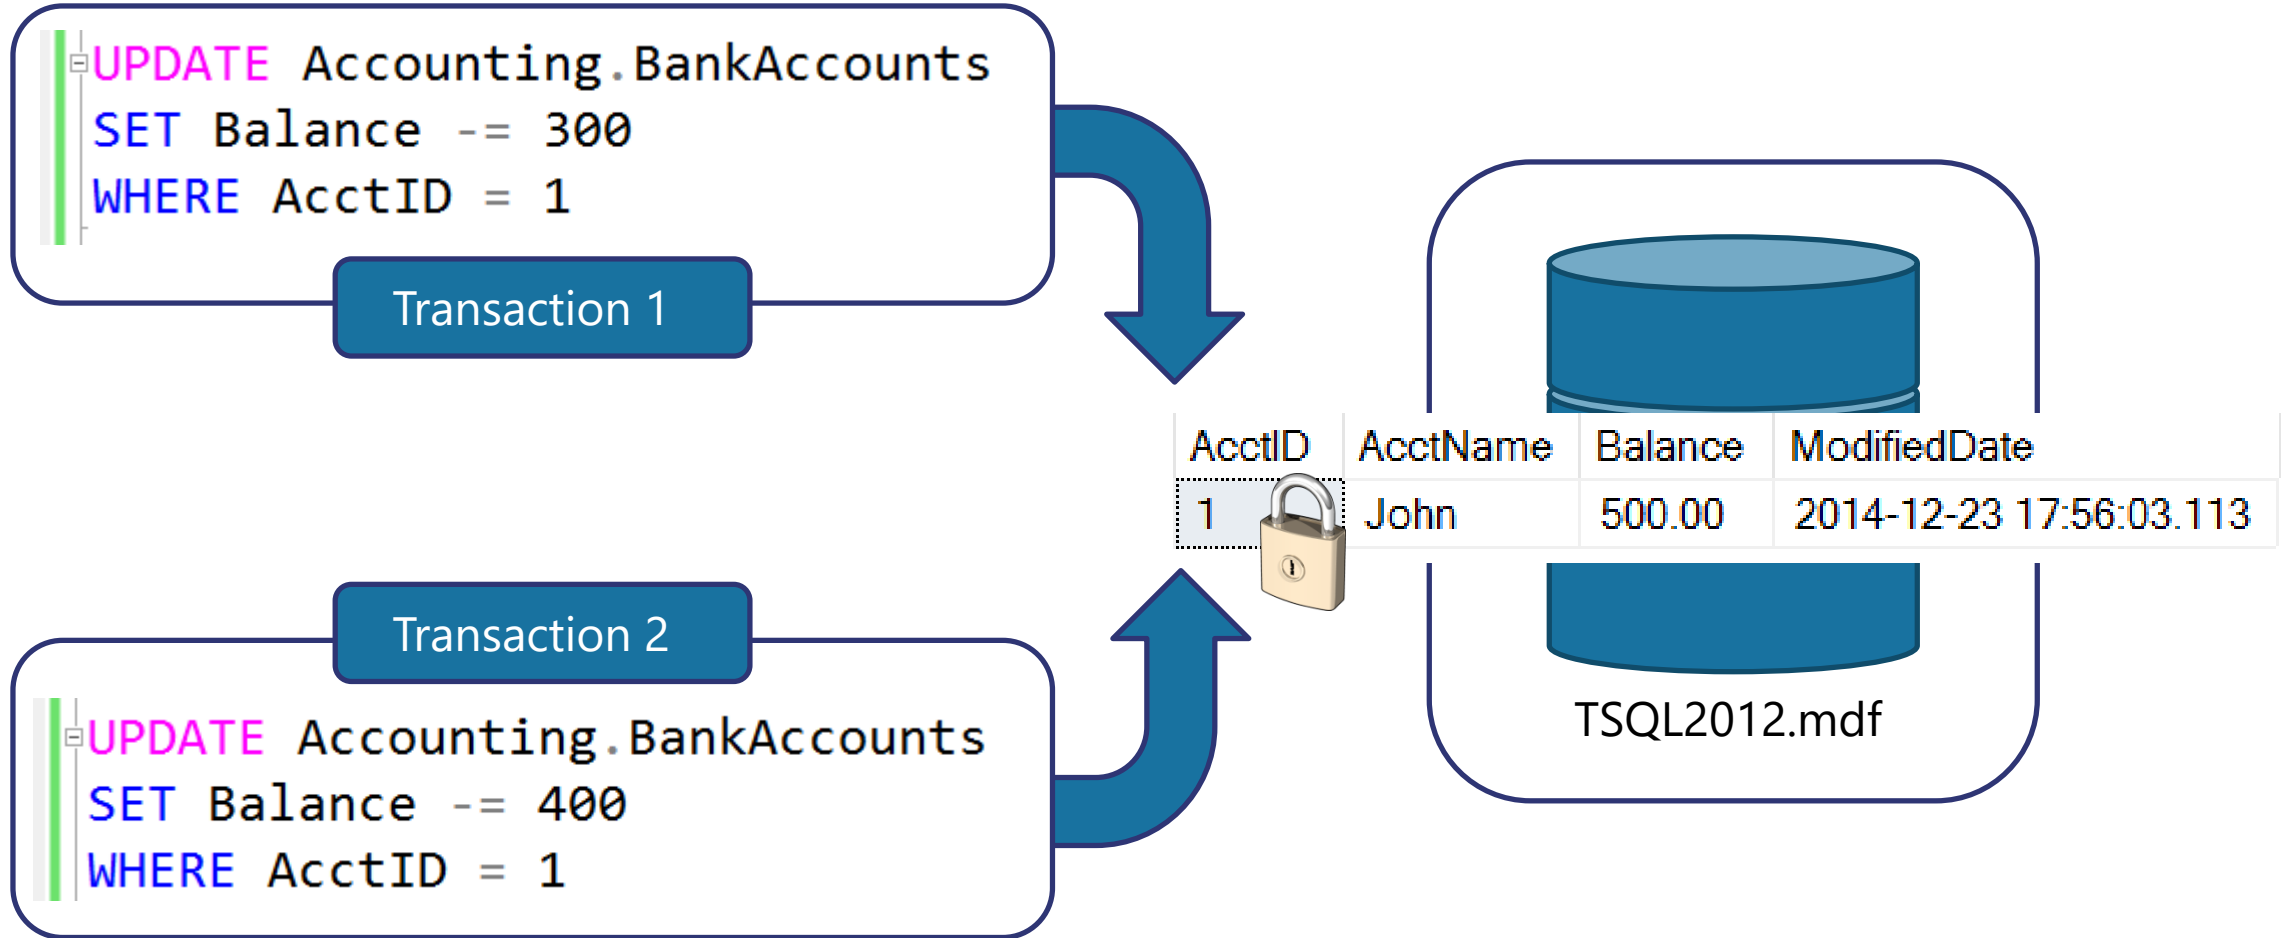 UPDATE Accounting.BankAccounts
SET Balance -= 300
WHERE AcctID = 1
Transaction 1
AcctID AcctName Balance ModifiedDate
1 John 500.00 2014-12-23 17:56:03.113
Transaction 2
UPDATE Accounting.BankAccounts
SET Balance -= 400
WHERE AcctID = 1
TSQL2012.mdf